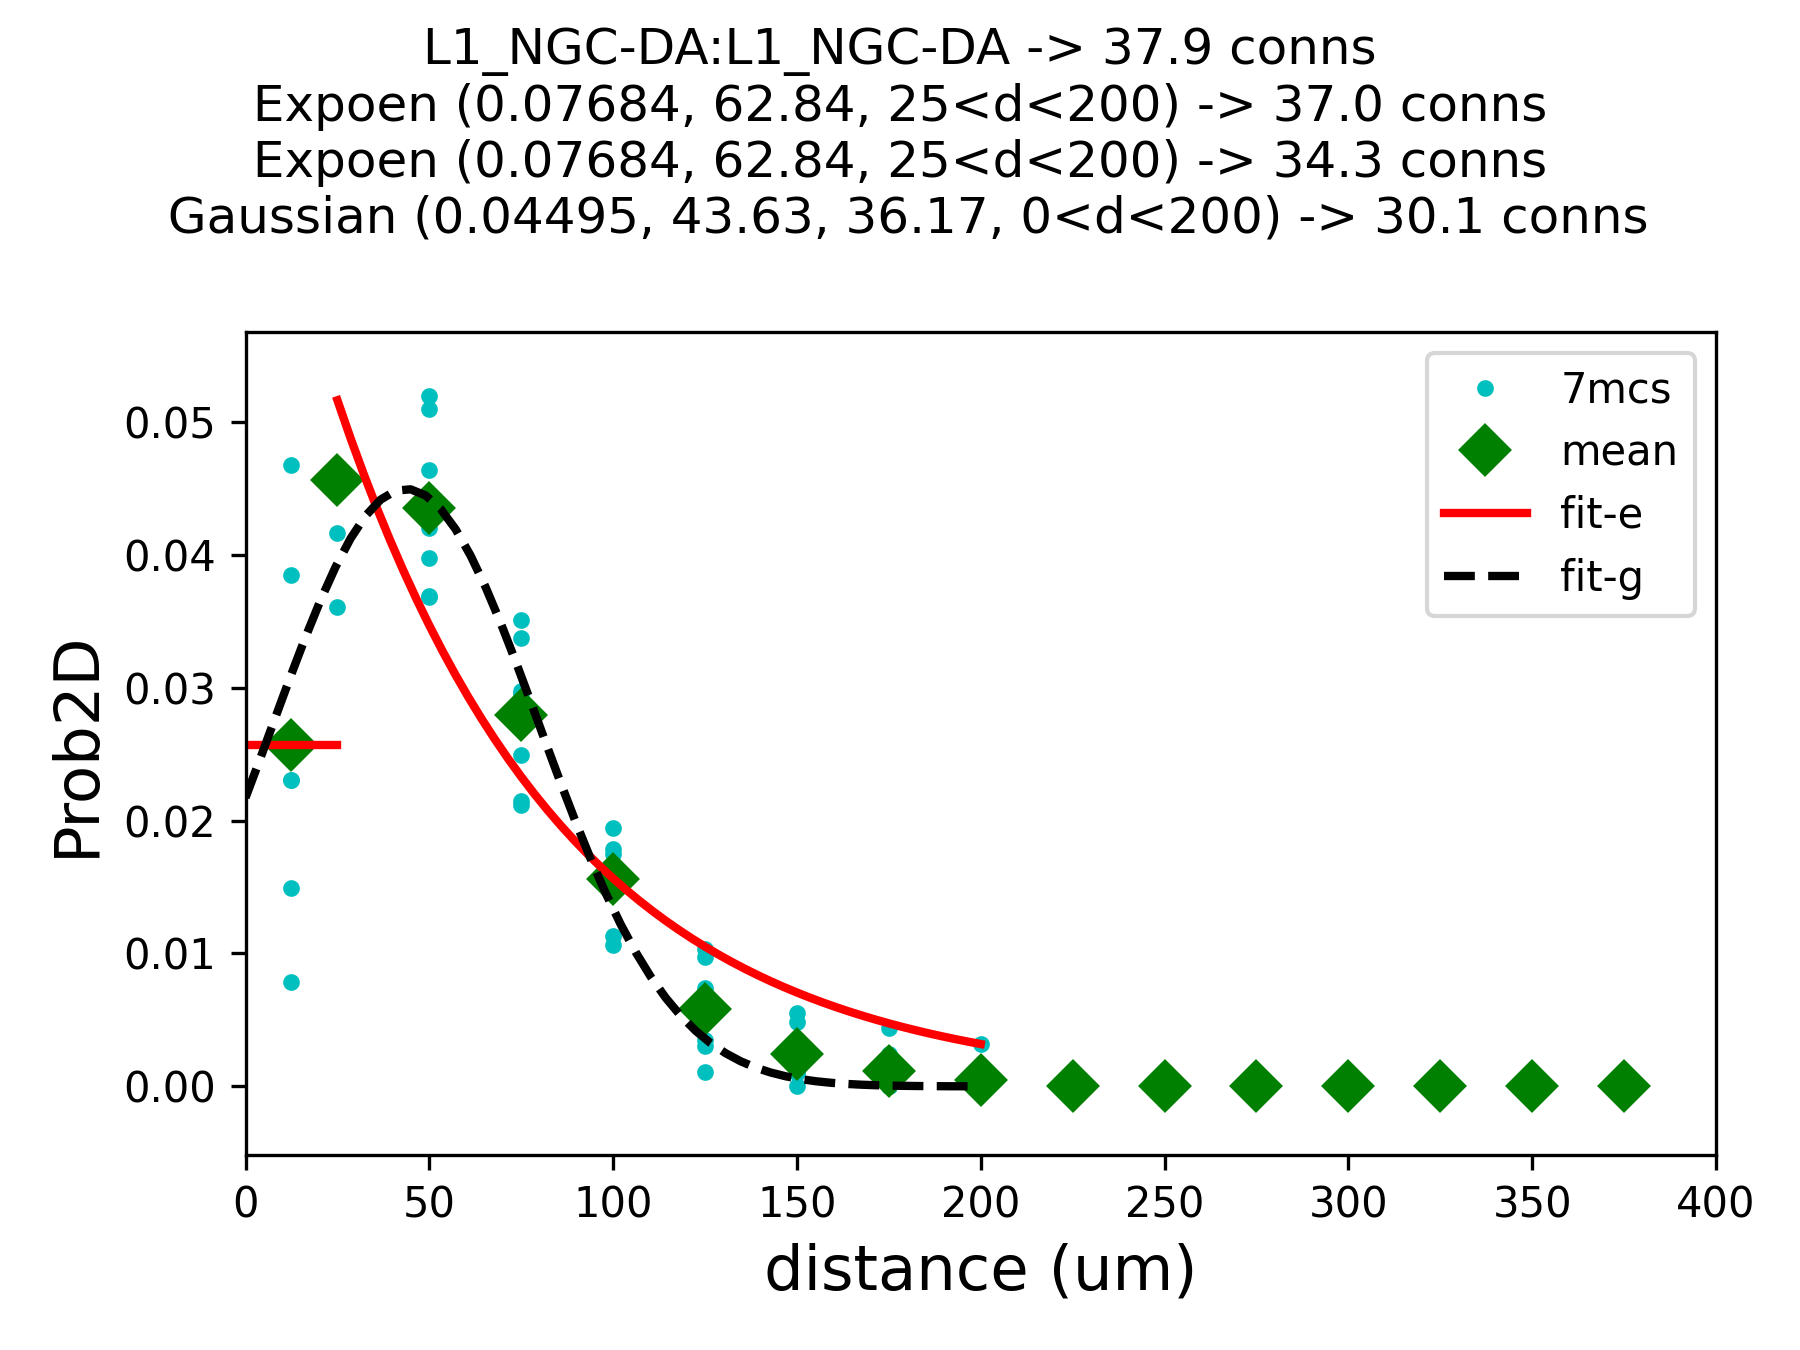 L1_NGC-DA:L1_NGC-DA -> 37.9 conns
Expoen (0.07684, 62.84, 25<d<200) -> 37.0 conns
Expoen (0.07684, 62.84, 25<d<200) -> 34.3 conns
Gaussian (0.04495, 43.63, 36.17, 0<d<200) -> 30.1 conns
7mcs
mean
fit-e
fit-g
Prob2D
0.05
0.04
0.03
0.02
0.01
0.00
0 50 100 150 200 250 300 350 400
distance (um)